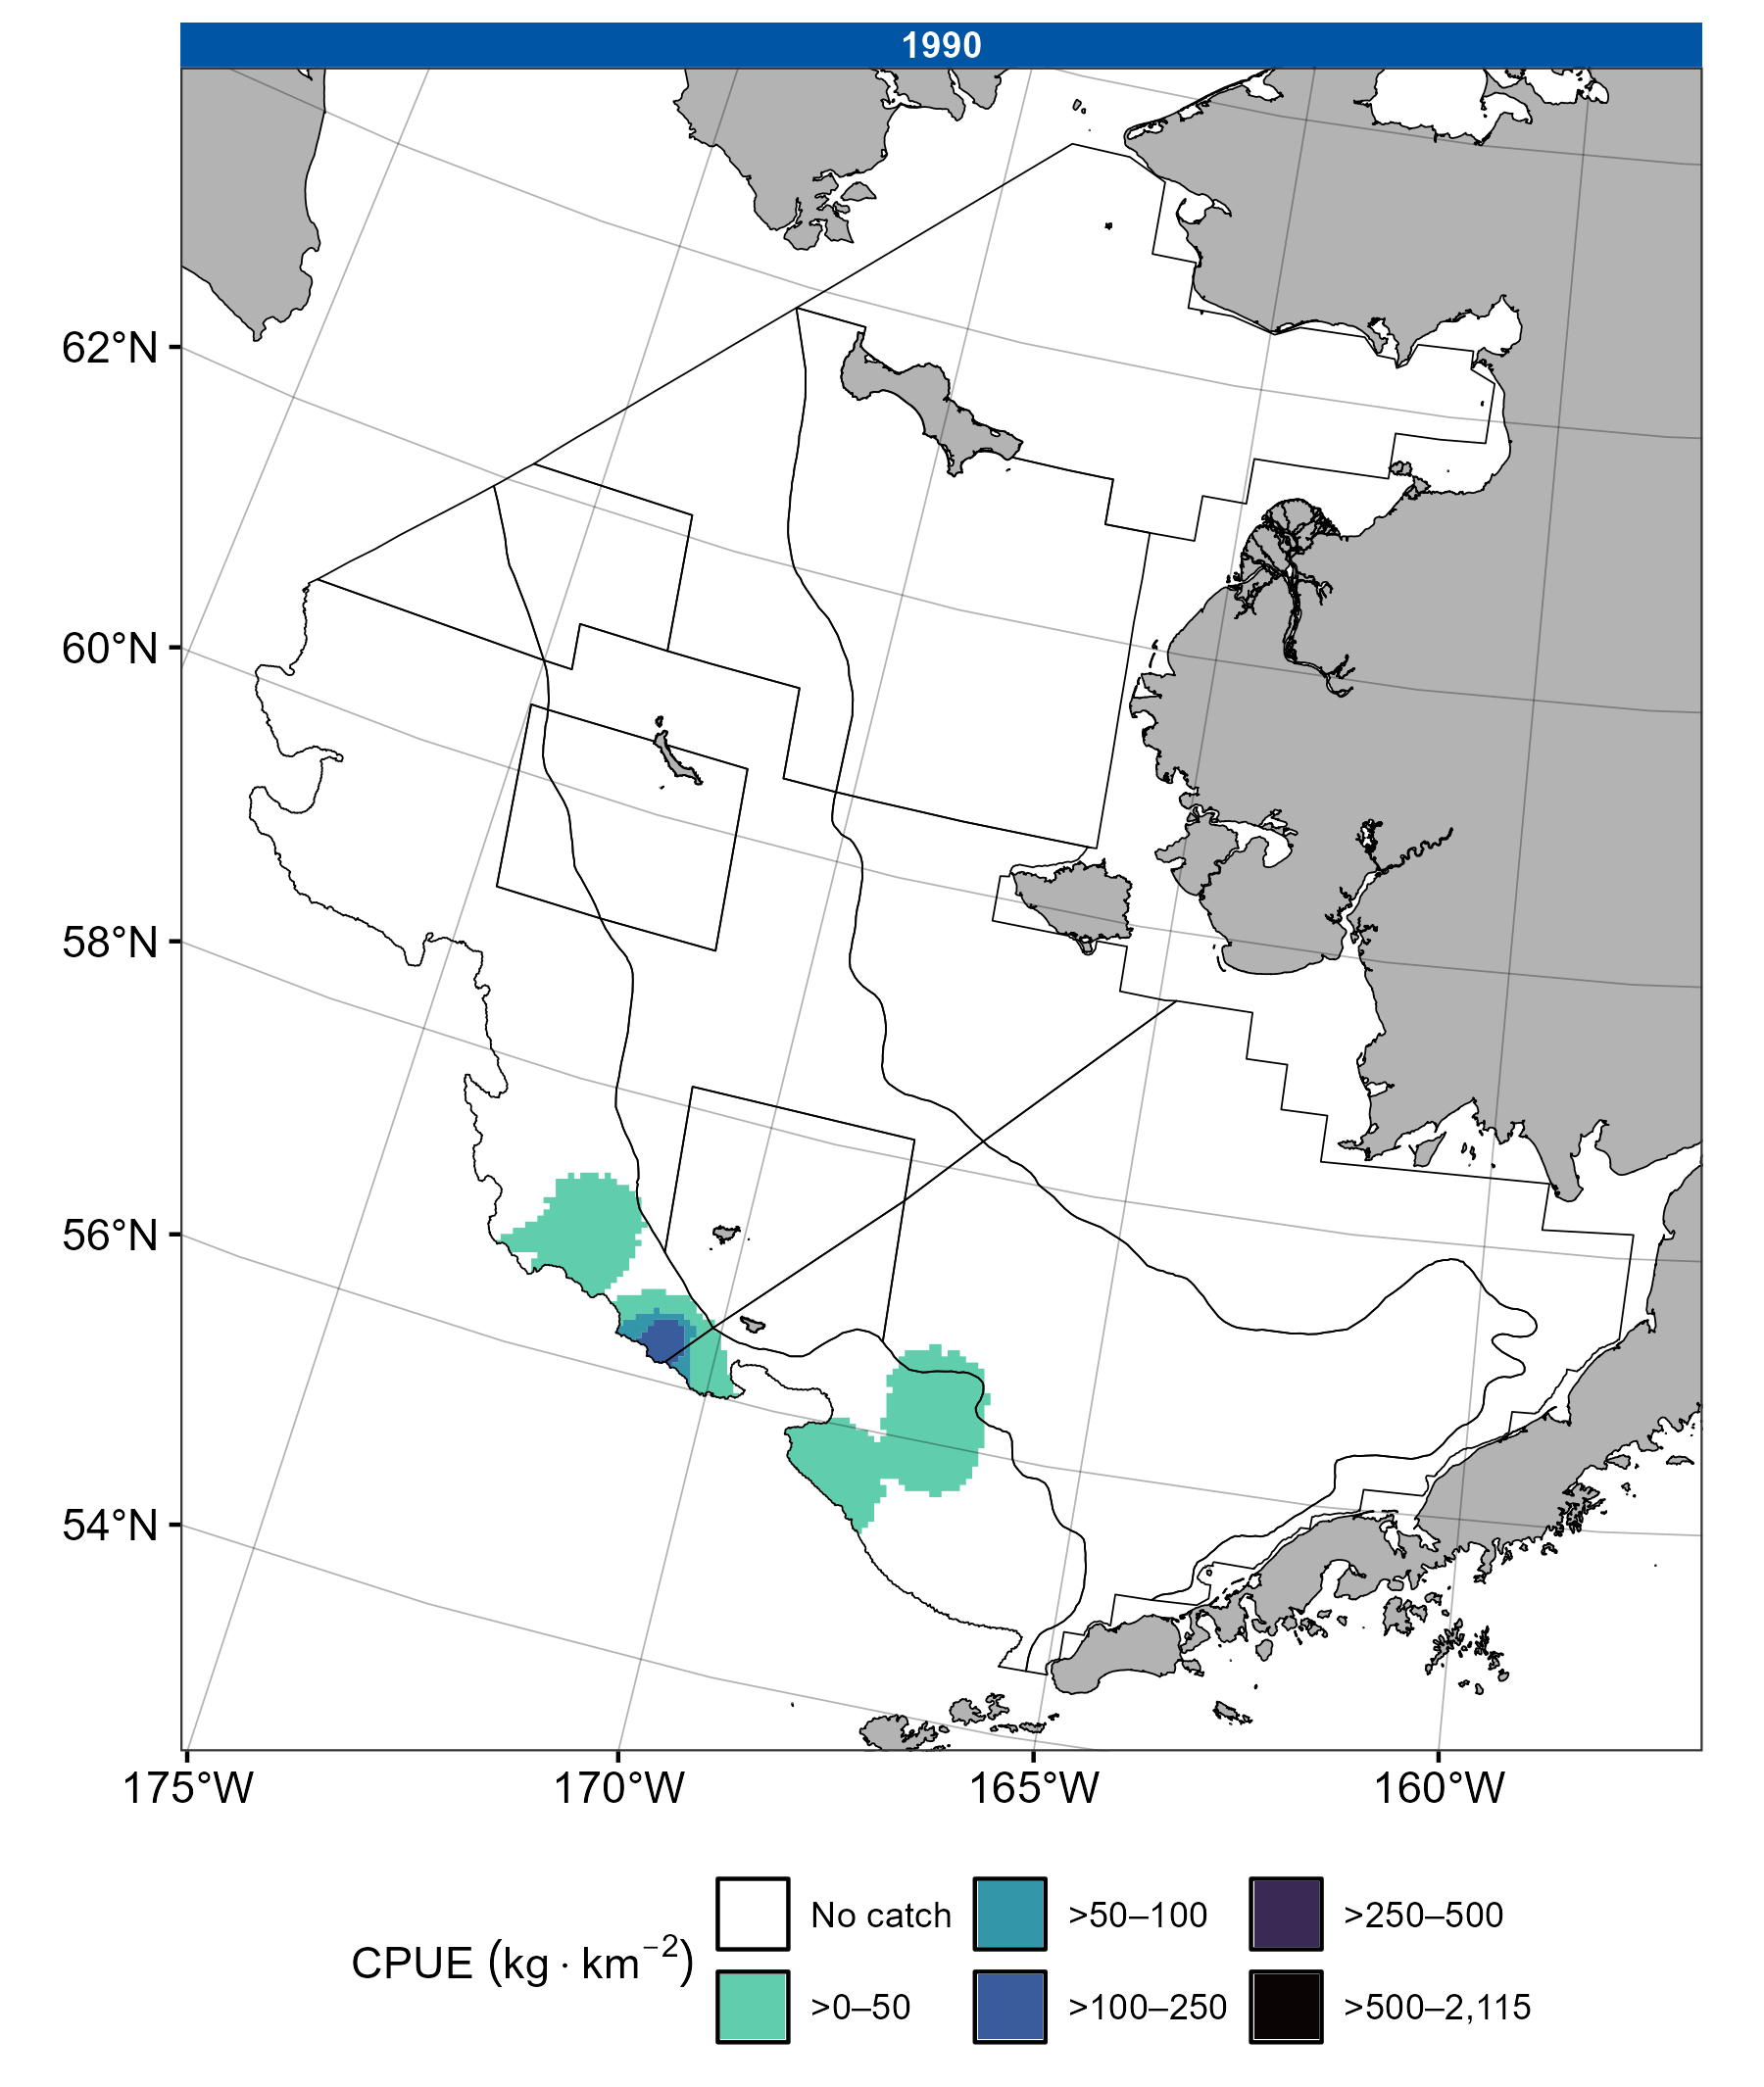 1990
62°N
60°N
58°N
56°N
54°N
175°W 170°W 165°W 160°W
CPUE (kg · km⁻²)
No catch >50–100 >250–500
>0–50 >100–250 >500–2,115